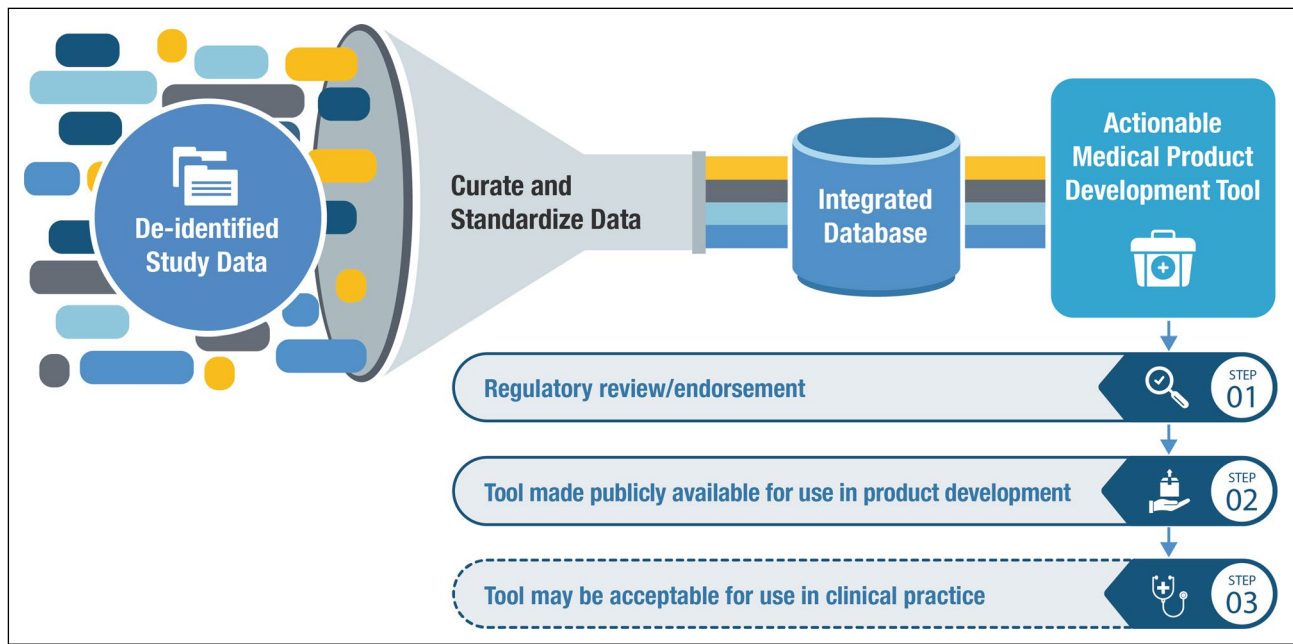 De-identified
Study Data
Curate and
Standardize Data
Integrated
Database
Actionable
Medical Product
Development Tool
Regulatory review/endorsement
STEP
01
Tool made publicly available for use in product development
STEP
02
Tool may be acceptable for use in clinical practice
STEP
03